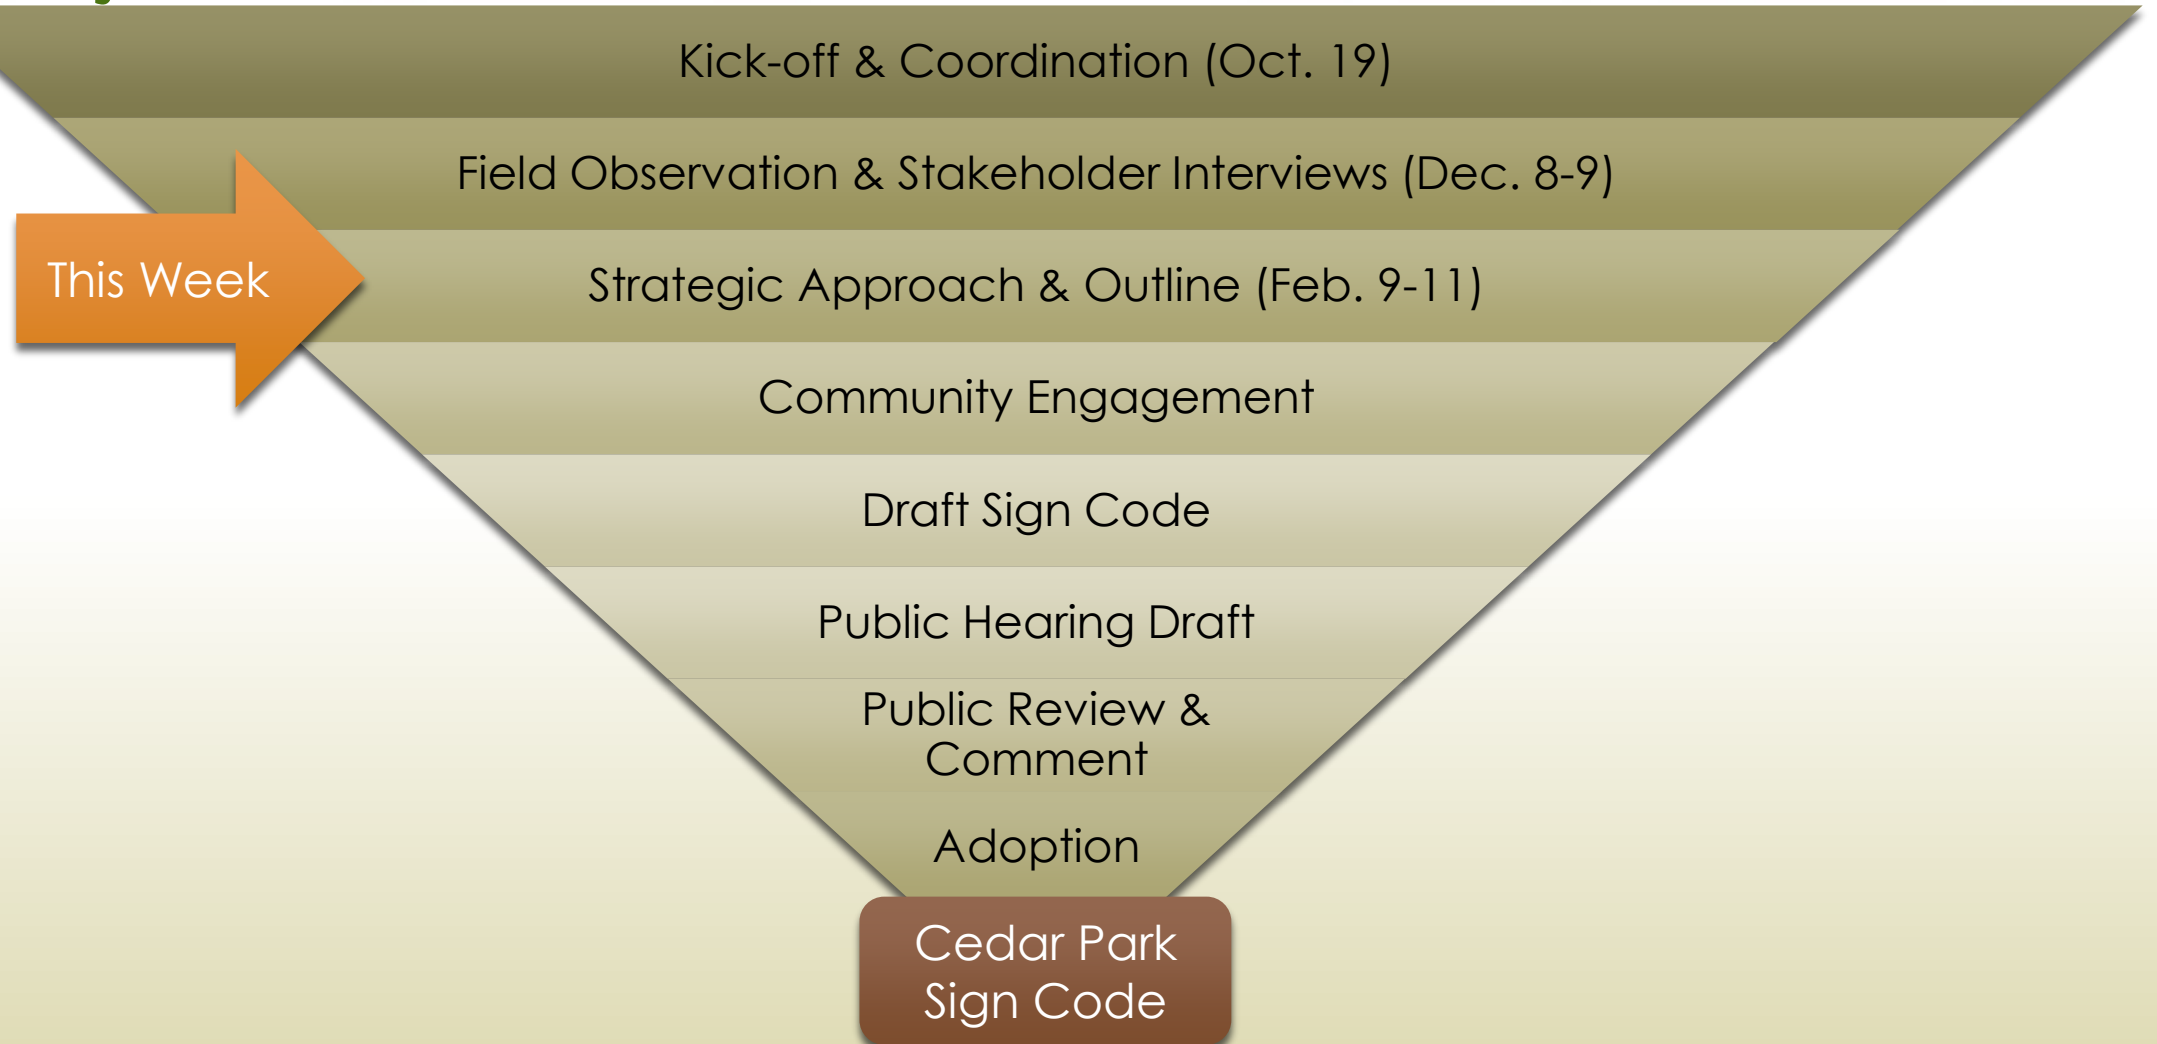 Kick-off & Coordination (Oct. 19)
Field Observation & Stakeholder Interviews (Dec. 8-9)
This Week
Strategic Approach & Outline (Feb. 9-11)
Community Engagement
Draft Sign Code
Public Hearing Draft
Public Review &
Comment
Adoption
Cedar Park
Sign Code